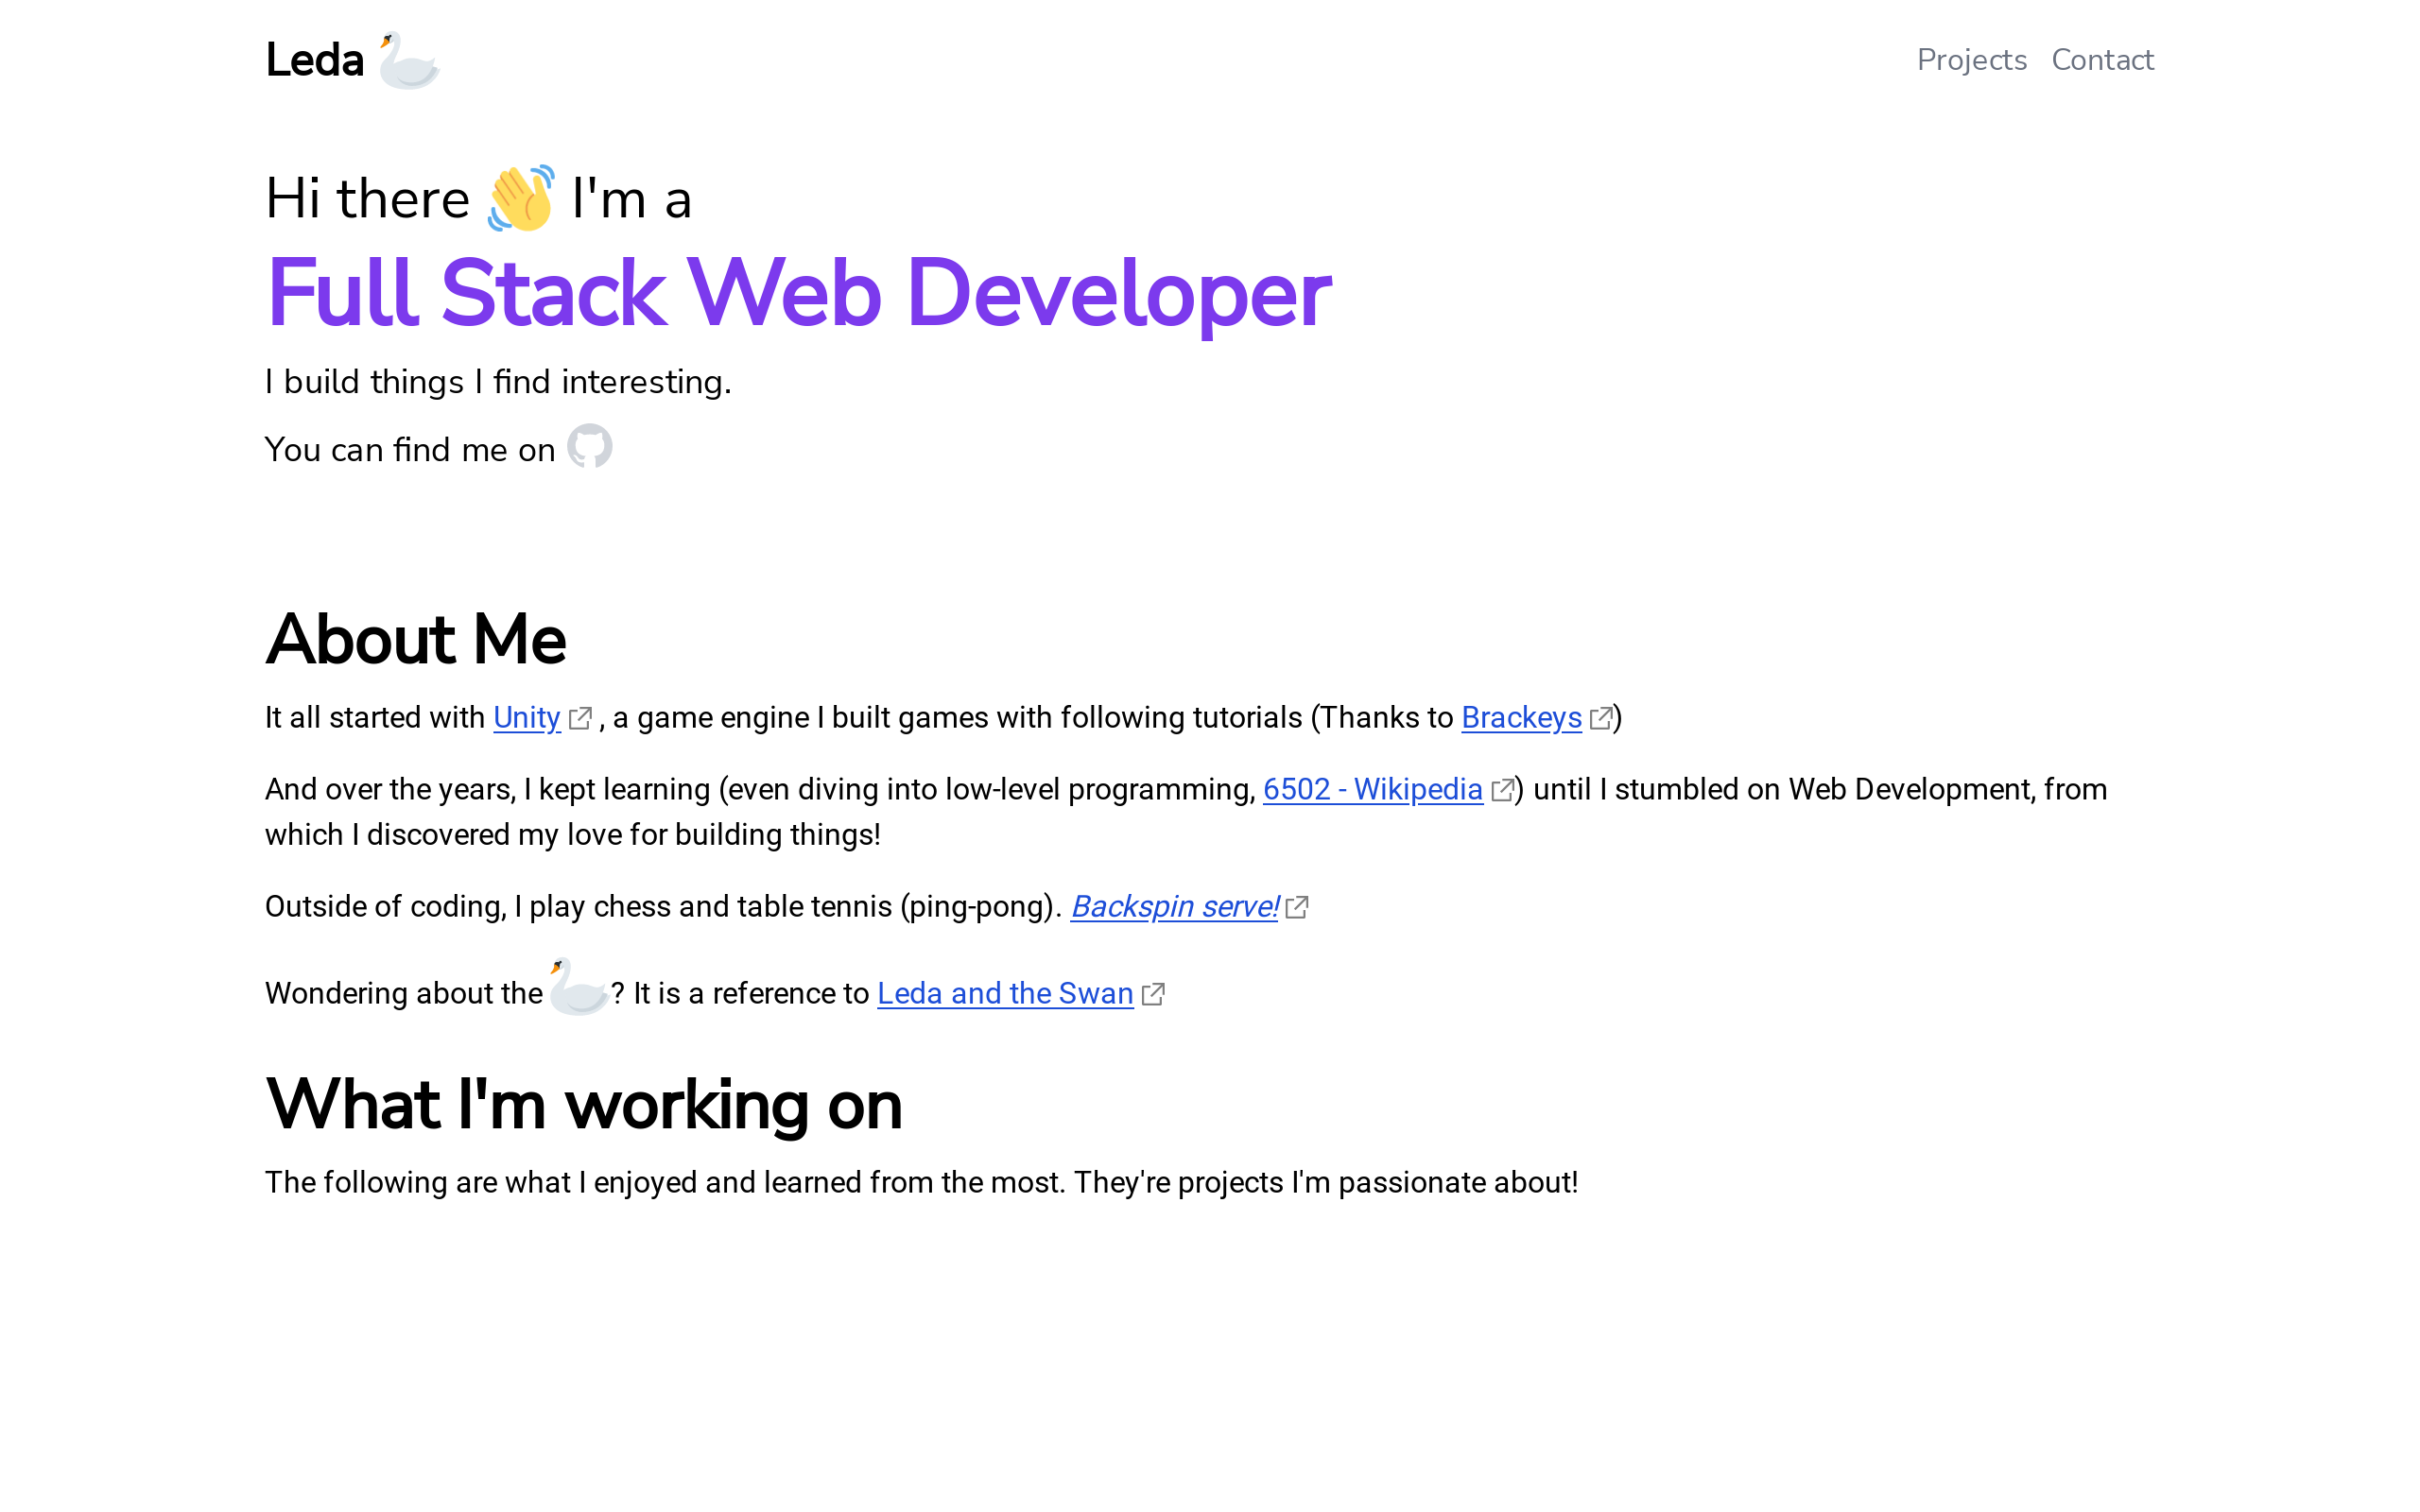 Leda
Projects Contact
Hi there 👋 I'm a
Full Stack Web Developer
I build things I find interesting.
You can find me on
About Me
It all started with Unity , a game engine I built games with following tutorials (Thanks to Brackeys )
And over the years, I kept learning (even diving into low-level programming, 6502 - Wikipedia ) until I stumbled on Web Development, from
which I discovered my love for building things!
Outside of coding, I play chess and table tennis (ping-pong). Backspin serve!
Wondering about the 🦢? It is a reference to Leda and the Swan
What I'm working on
The following are what I enjoyed and learned from the most. They're projects I'm passionate about!